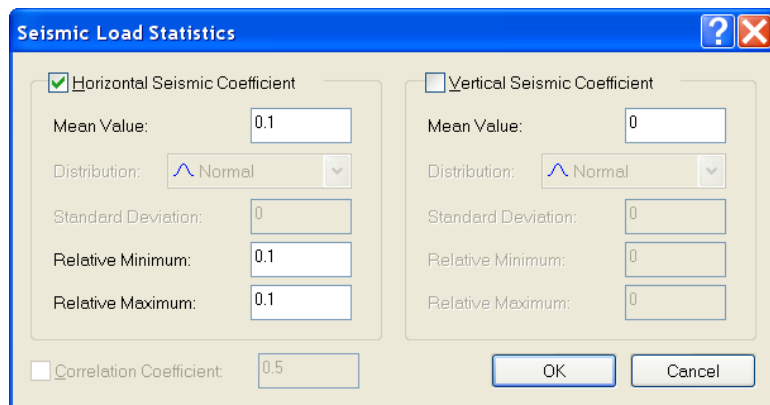 Seismic Load Statistics
Horizontal Seismic Coefficient
Mean Value: 0.1
Distribution: Normal
Standard Deviation: 0
Relative Minimum: 0.1
Relative Maximum: 0.1
Vertical Seismic Coefficient
Mean Value: 0
Distribution: Normal
Standard Deviation: 0
Relative Minimum: 0
Relative Maximum: 0
Correlation Coefficient: 0.5
OK Cancel